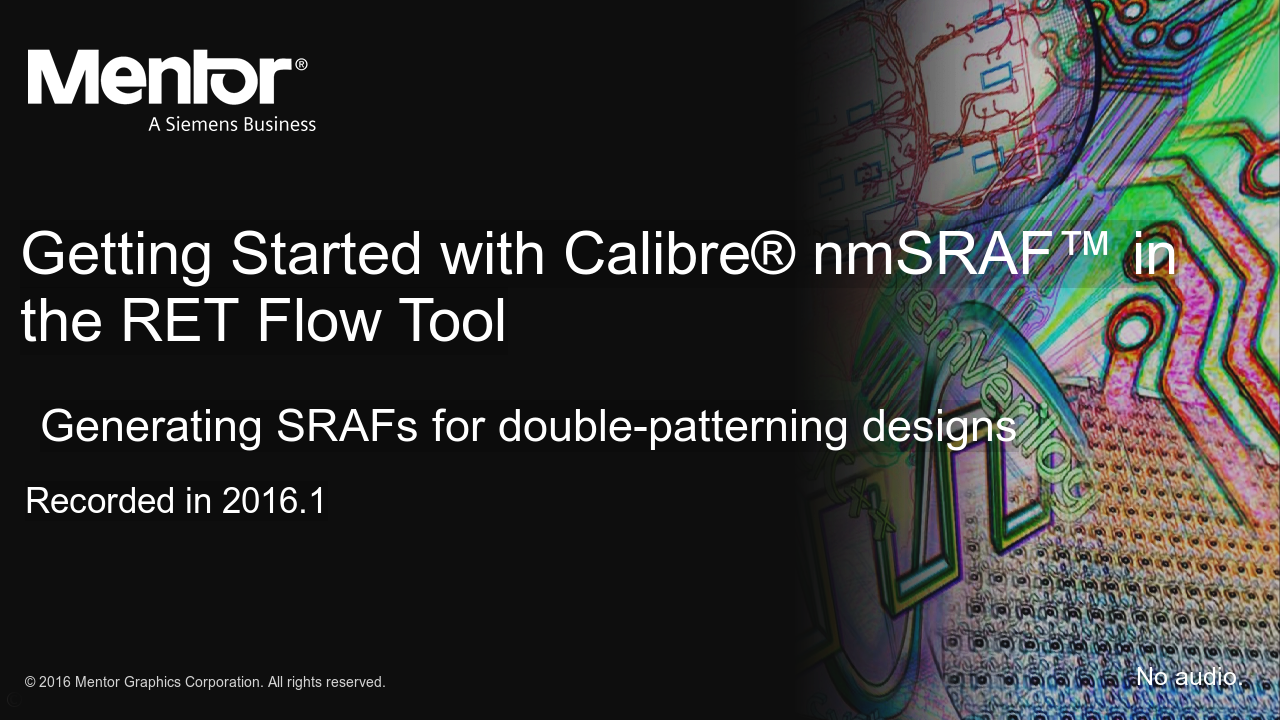 Mentor®
A Siemens Business
Getting Started with Calibre® nmSRAF™ in
the RET Flow Tool
Generating SRAFs for double-patterning designs
Recorded in 2016.1
© 2016 Mentor Graphics Corporation. All rights reserved.
No audio.